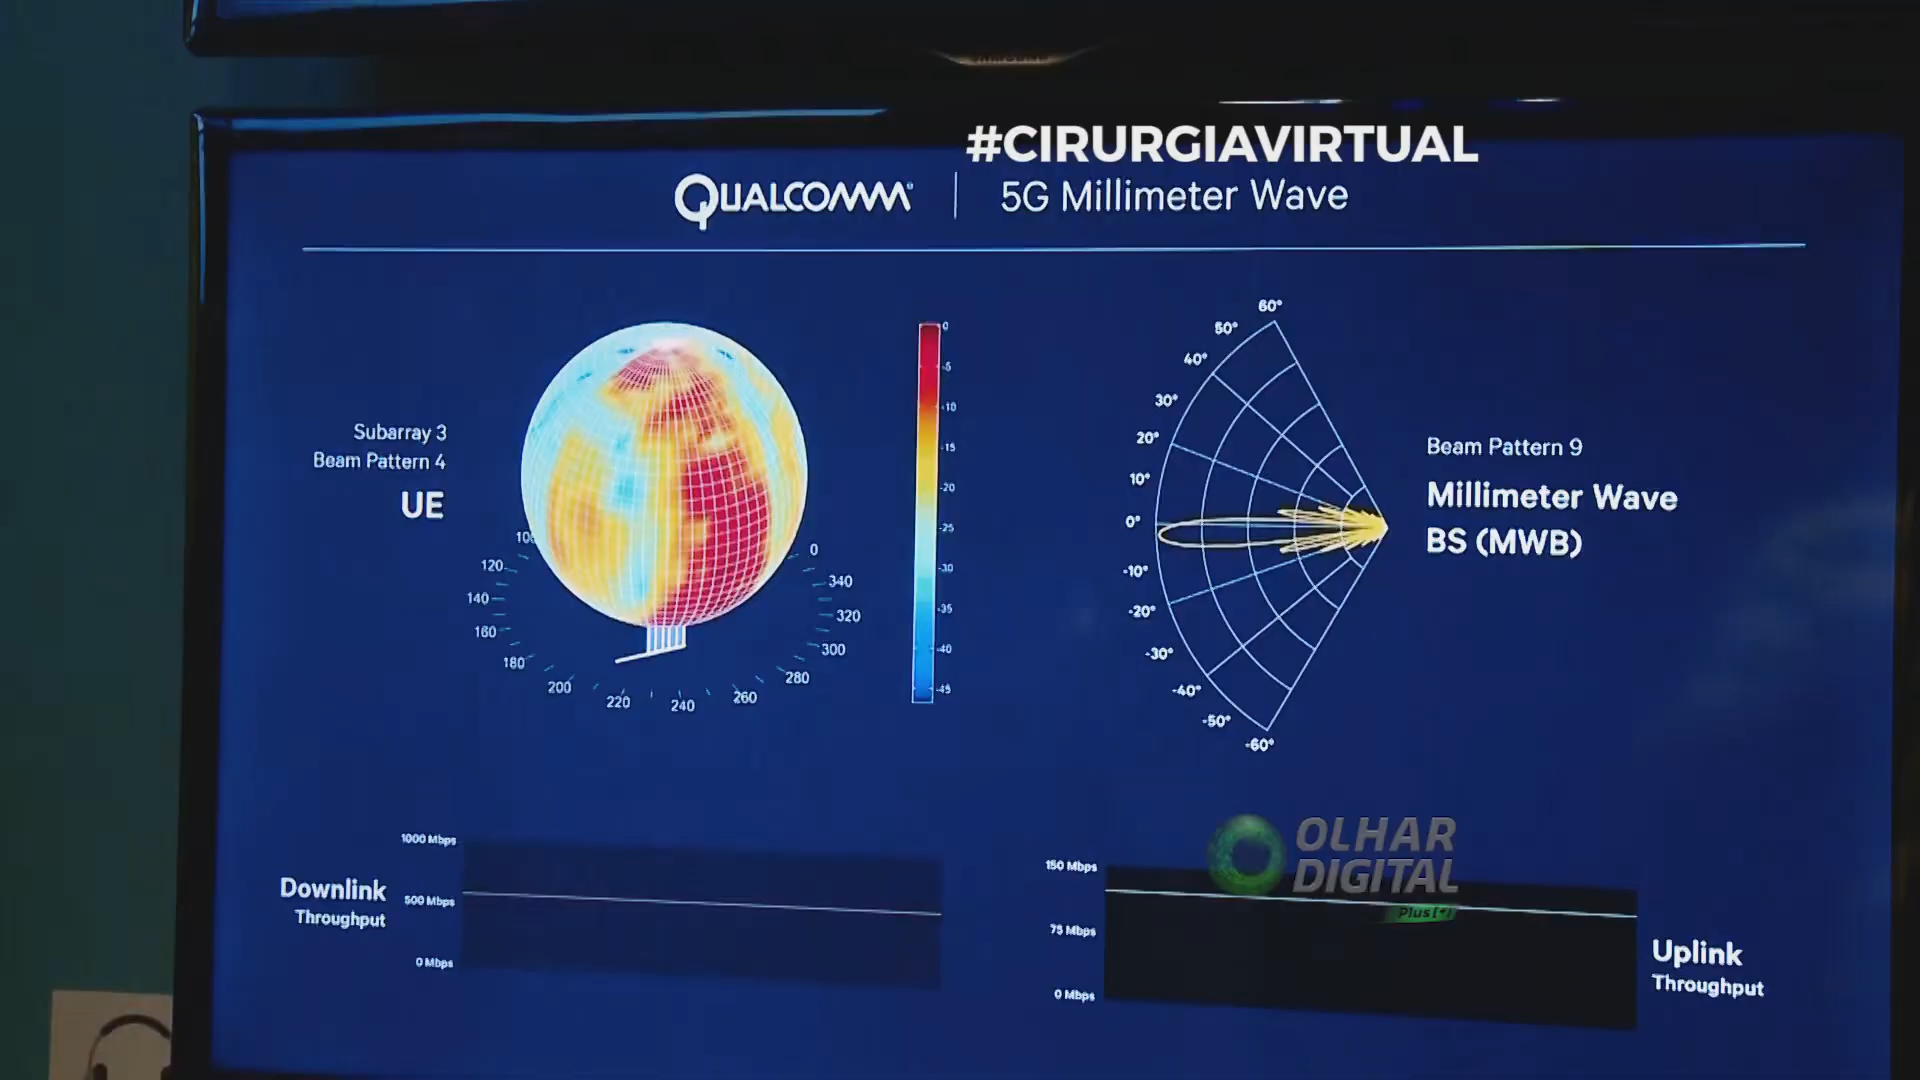 #CIRURGIAVIRTUAL
QUALCOMM® | 5G Millimeter Wave
Subarray 3
Beam Pattern 4
UE
0
-5
-10
-15
-20
-25
-30
-35
-40
-45
120
140
160
180
200
220
240
260
280
300
320
340
0
60°
50°
40°
30°
20°
10°
0°
-10°
-20°
-30°
-40°
-50°
-60°
Beam Pattern 9
Millimeter Wave
BS (MWB)
Downlink
Throughput
1000 Mbps
500 Mbps
0 Mbps
150 Mbps
75 Mbps
0 Mbps
Uplink
Throughput
OLHAR
DIGITAL
Plus[+]